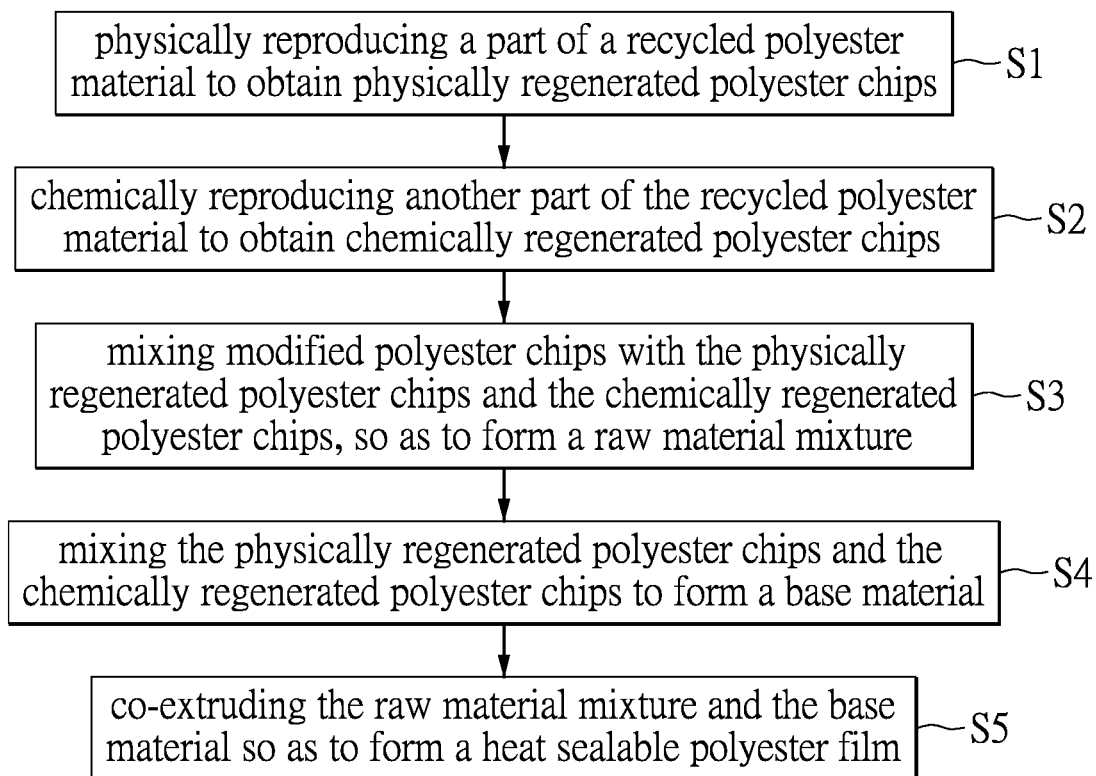 physically reproducing a part of a recycled polyester
material to obtain physically regenerated polyester chips
S1
chemically reproducing another part of the recycled polyester
material to obtain chemically regenerated polyester chips
S2
mixing modified polyester chips with the physically
regenerated polyester chips and the chemically regenerated
polyester chips, so as to form a raw material mixture
S3
mixing the physically regenerated polyester chips and the
chemically regenerated polyester chips to form a base material
S4
co-extruding the raw material mixture and the base
material so as to form a heat sealable polyester film
S5